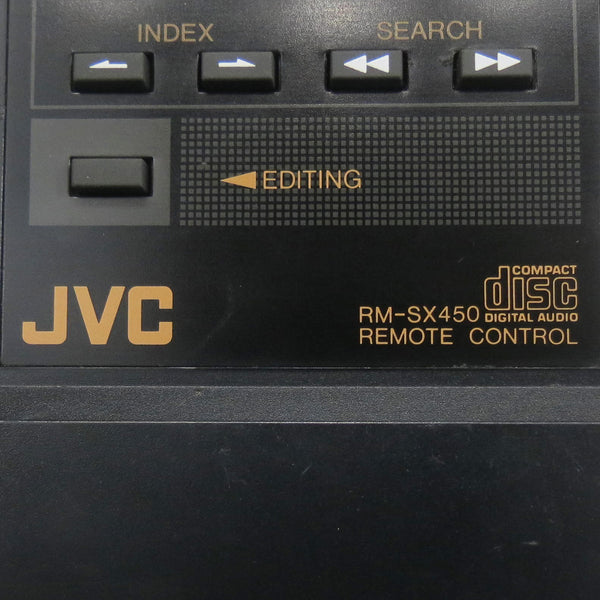 INDEX SEARCH
EDITING
COMPACT
disc
DIGITAL AUDIO
JVC
RM-SX450
REMOTE CONTROL